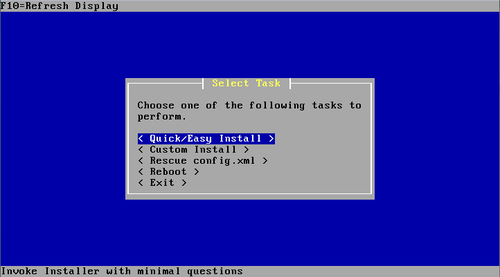 F10=Refresh Display
Select Task
Choose one of the following tasks to
perform.
< Quick/Easy Install >
< Custom Install >
< Rescue config.xml >
< Reboot >
< Exit >
Invoke Installer with minimal questions